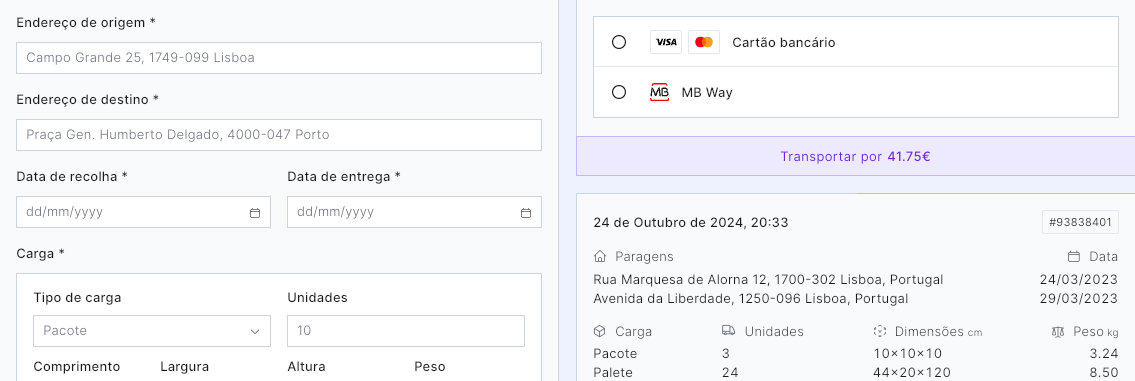 Endereço de origem *
Campo Grande 25, 1749-099 Lisboa
Endereço de destino *
Praça Gen. Humberto Delgado, 4000-047 Porto
Data de recolha * Data de entrega *
dd/mm/yyyy dd/mm/yyyy
Carga *
Tipo de carga Unidades
Pacote 10
Comprimento Largura Altura Peso
VISA Cartão bancário
MB MB Way
Transportar por 41.75€
24 de Outubro de 2024, 20:33 #93838401
Paragens Data
Rua Marquesa de Alorna 12, 1700-302 Lisboa, Portugal 24/03/2023
Avenida da Liberdade, 1250-096 Lisboa, Portugal 29/03/2023
Carga Unidades Dimensões cm Peso kg
Pacote 3 10×10×10 3.24
Palete 24 44×20×120 8.50